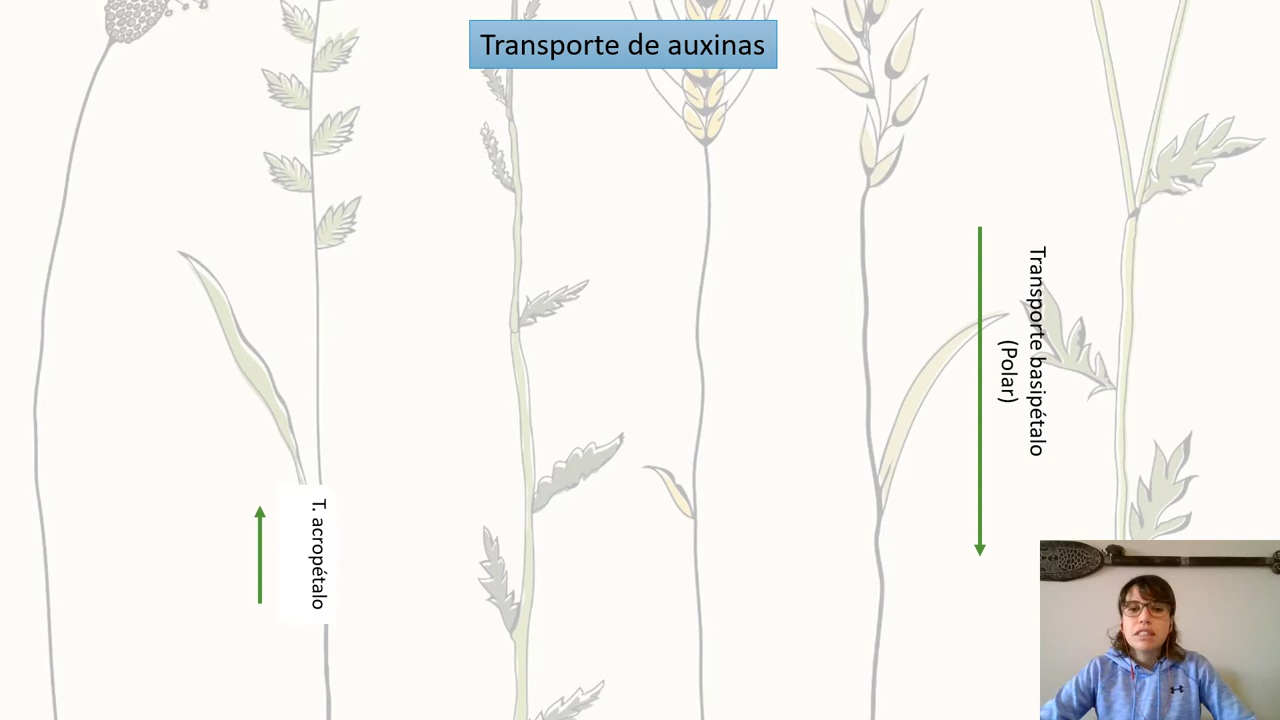 Transporte de auxinas
T. acropétalo
Transporte basipétalo
(Polar)